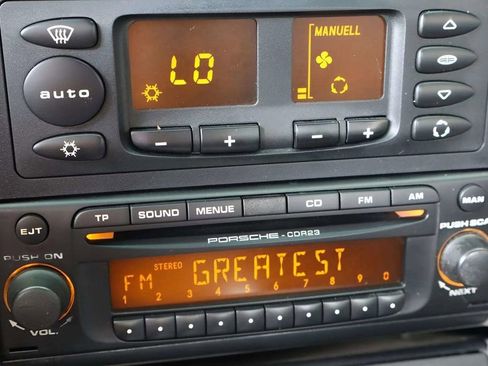 MANUELL
LO
auto
− + − +
TP SOUND MENUE CD FM AM MAN
EJT
PORSCHE - CDR23
PUSH ON
PUSH SCA
STEREO
FM GREATEST
1 2 3 4 5 6 7 8 9 0
VOL.
NEXT